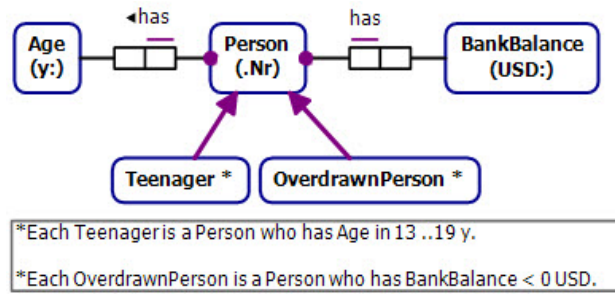 ◄has
has
Age
(y:)
Person
(.Nr)
BankBalance
(USD:)
Teenager *
OverdrawnPerson *
*Each Teenager is a Person who has Age in 13 ..19 y.
*Each OverdrawnPerson is a Person who has BankBalance < 0 USD.